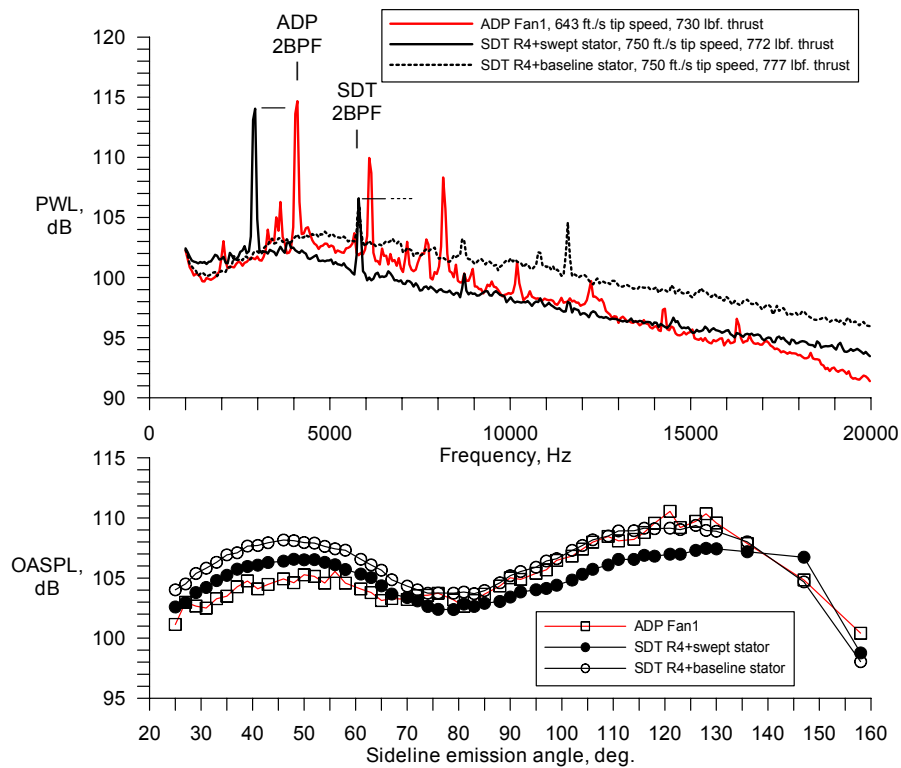 ADP Fan1, 643 ft./s tip speed, 730 lbf. thrust
SDT R4+swept stator, 750 ft./s tip speed, 772 lbf. thrust
SDT R4+baseline stator, 750 ft./s tip speed, 777 lbf. thrust
ADP
2BPF
SDT
2BPF
120
115
110
PWL,
dB
105
100
95
90
0
5000
10000
15000
20000
Frequency, Hz
115
110
OASPL,
dB
105
100
95
ADP Fan1
SDT R4+swept stator
SDT R4+baseline stator
20
30
40
50
60
70
80
90
100
110
120
130
140
150
160
Sideline emission angle, deg.